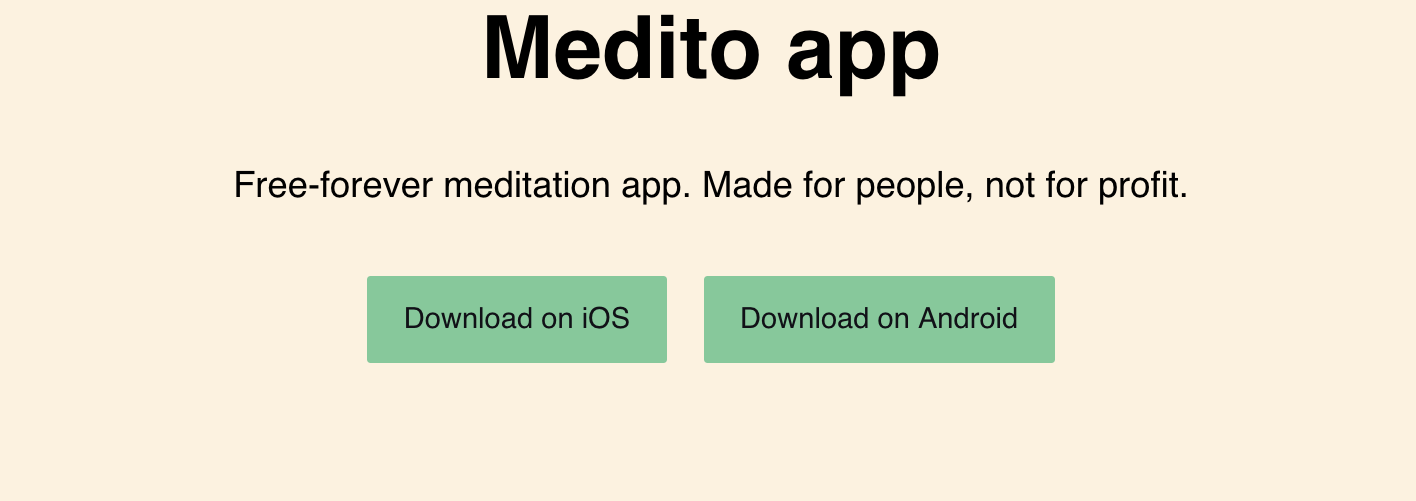 Medito app
Free-forever meditation app. Made for people, not for profit.
Download on iOS
Download on Android